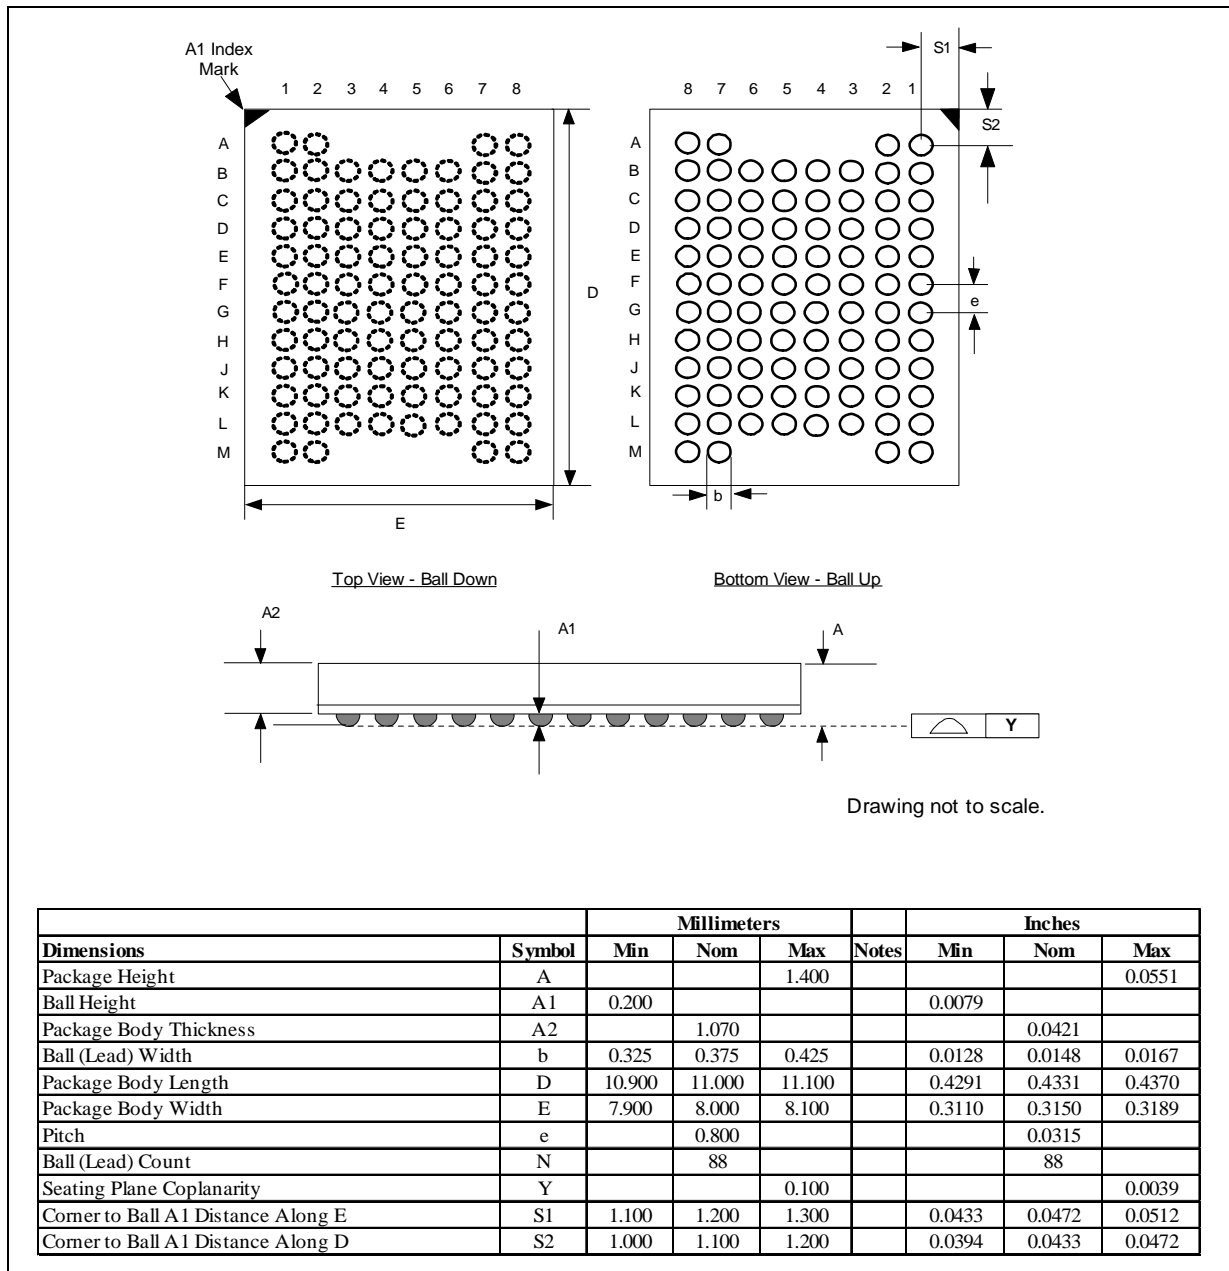 A1 Index
Mark
1 2 3 4 5 6 7 8
A
B
C
D
E
F
G
H
J
K
L
M
D
E
Top View - Ball Down
8 7 6 5 4 3 2 1
A
B
C
D
E
F
G
H
J
K
L
M
S1
S2
e
b
Bottom View - Ball Up
A2
A1
A
Y
Drawing not to scale.
Millimeters Inches
Dimensions Symbol Min Nom Max Notes Min Nom Max
Package Height A 1.400 0.0551
Ball Height A1 0.200 0.0079
Package Body Thickness A2 1.070 0.0421
Ball (Lead) Width b 0.325 0.375 0.425 0.0128 0.0148 0.0167
Package Body Length D 10.900 11.000 11.100 0.4291 0.4331 0.4370
Package Body Width E 7.900 8.000 8.100 0.3110 0.3150 0.3189
Pitch e 0.800 0.0315
Ball (Lead) Count N 88 88
Seating Plane Coplanarity Y 0.100 0.0039
Corner to Ball A1 Distance Along E S1 1.100 1.200 1.300 0.0433 0.0472 0.0512
Corner to Ball A1 Distance Along D S2 1.000 1.100 1.200 0.0394 0.0433 0.0472